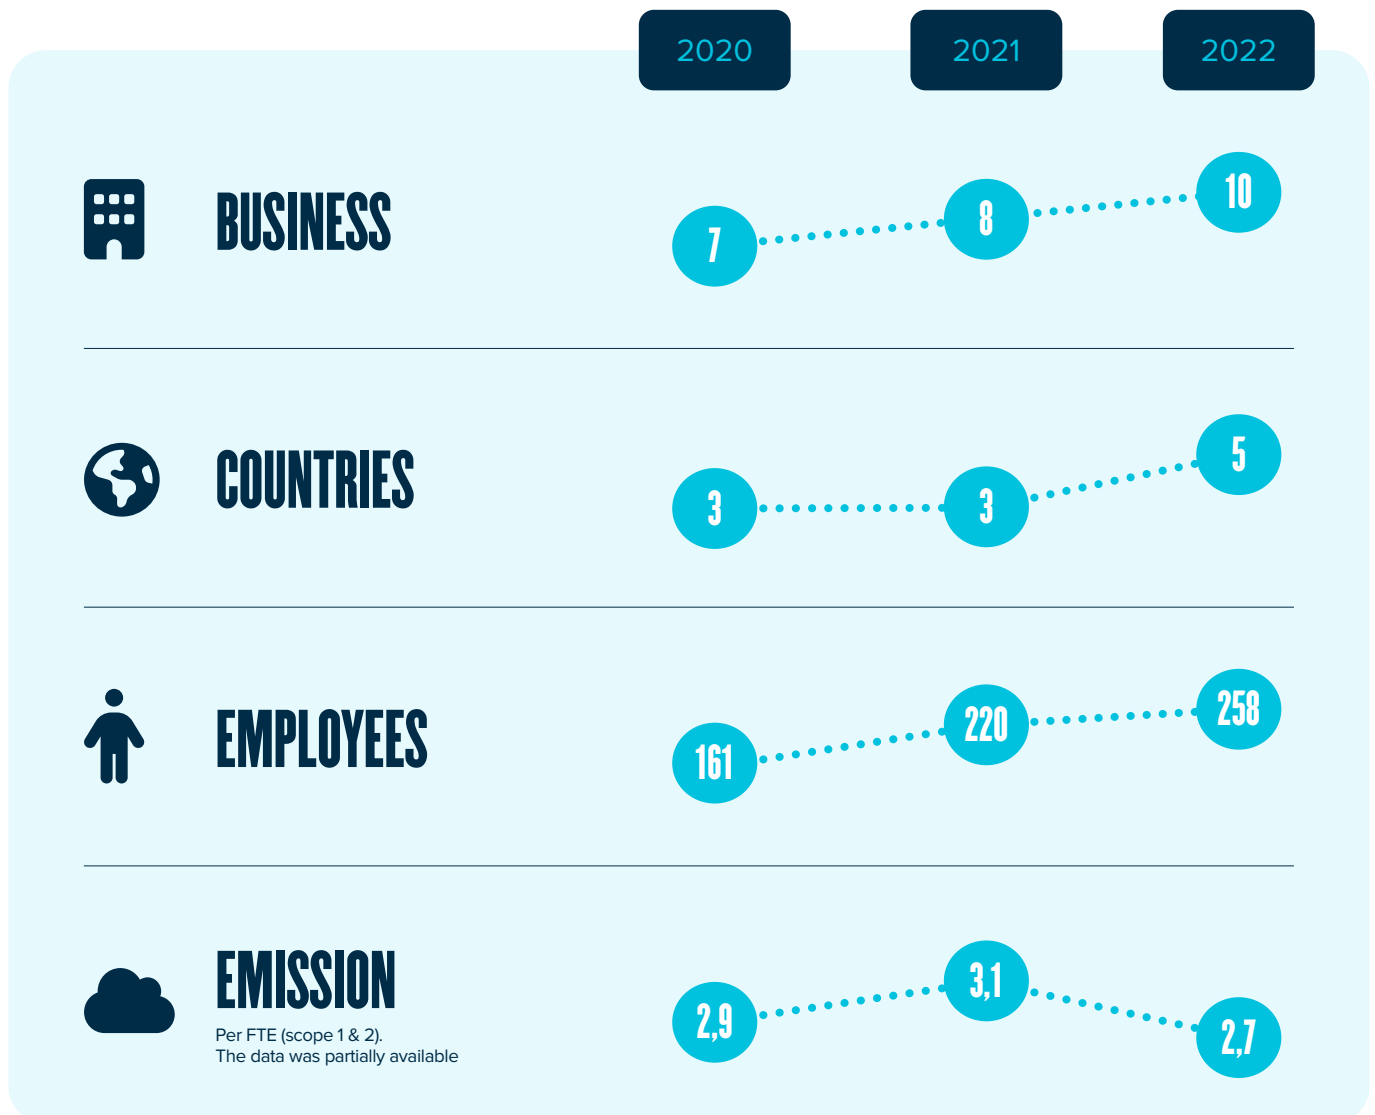 2020 2021 2022
BUSINESS 7 8 10
COUNTRIES 3 3 5
EMPLOYEES 161 220 258
EMISSION 2,9 3,1 2,7
Per FTE (scope 1 & 2).
The data was partially available